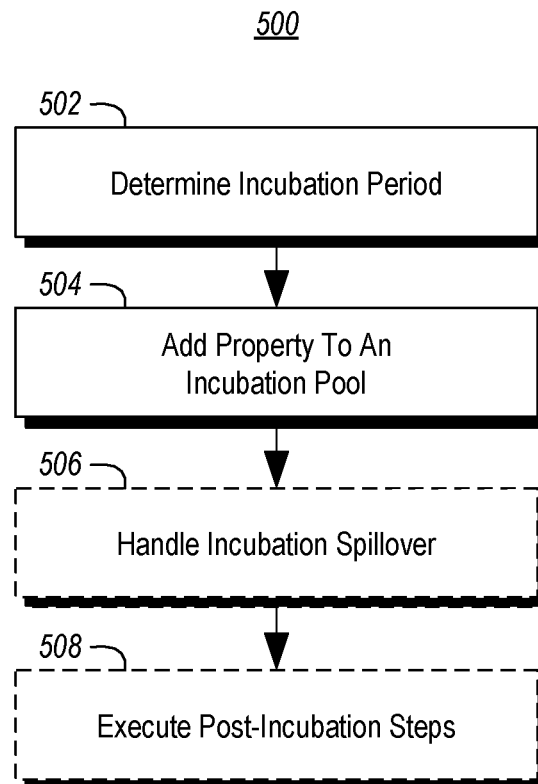 500
502
Determine Incubation Period
504
Add Property To An
Incubation Pool
506
Handle Incubation Spillover
508
Execute Post-Incubation Steps